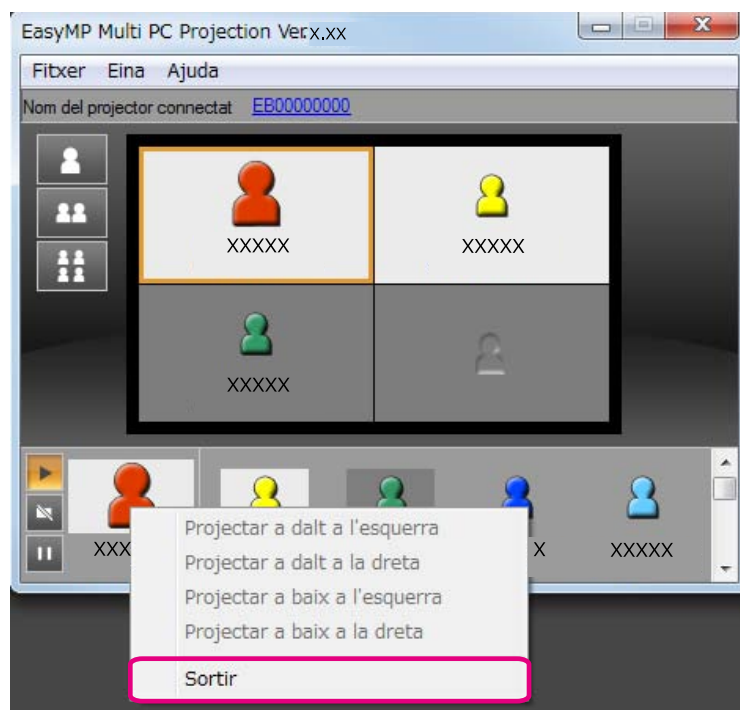 EasyMP Multi PC Projection Ver.x.xx
Fitxer Eina Ajuda
Nom del projector connectat EB00000000
XXXXX XXXXX
XXXXX
XXX X XXXXX
Projectar a dalt a l'esquerra
Projectar a dalt a la dreta
Projectar a baix a l'esquerra
Projectar a baix a la dreta
Sortir